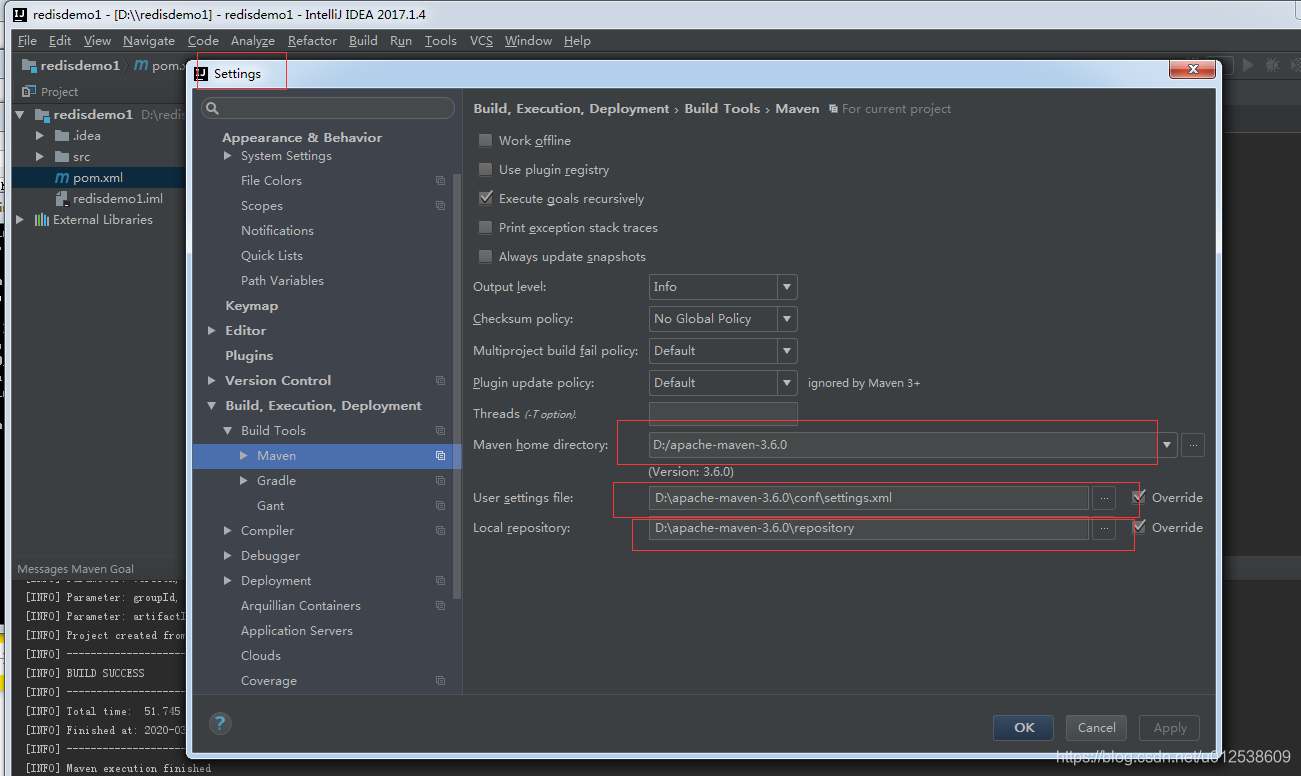 redisdemo1 - [D:\\redisdemo1] - redisdemo1 - IntelliJ IDEA 2017.1.4
File Edit View Navigate Code Analyze Refactor Build Run Tools VCS Window Help
redisdemo1 pom.
Settings
Project
redisdemo1 D:\redis
.idea
src
pom.xml
redisdemo1.iml
External Libraries
Appearance & Behavior
System Settings
File Colors
Scopes
Notifications
Quick Lists
Path Variables
Keymap
Editor
Plugins
Version Control
Build, Execution, Deployment
Build Tools
Maven
Gradle
Gant
Compiler
Debugger
Deployment
Arquillian Containers
Application Servers
Clouds
Coverage
Build, Execution, Deployment › Build Tools › Maven For current project
Work offline
Use plugin registry
Execute goals recursively
Print exception stack traces
Always update snapshots
Output level: Info
Checksum policy: No Global Policy
Multiproject build fail policy: Default
Plugin update policy: Default ignored by Maven 3+
Threads (-T option).
Maven home directory: D:/apache-maven-3.6.0 ...
(Version: 3.6.0)
User settings file: D:\apache-maven-3.6.0\conf\settings.xml ... Override
Local repository: D:\apache-maven-3.6.0\repository ... Override
? OK Cancel Apply
Messages Maven Goal
[INFO] Parameter: version,
[INFO] Parameter: groupId,
[INFO] Parameter: artifactI
[INFO] Project created from
[INFO] --------------------
[INFO] BUILD SUCCESS
[INFO] --------------------
[INFO] Total time: 51.745
[INFO] Finished at: 2020-03
[INFO] --------------------
[INFO] Maven execution finished
https://blog.csdn.net/u012538609